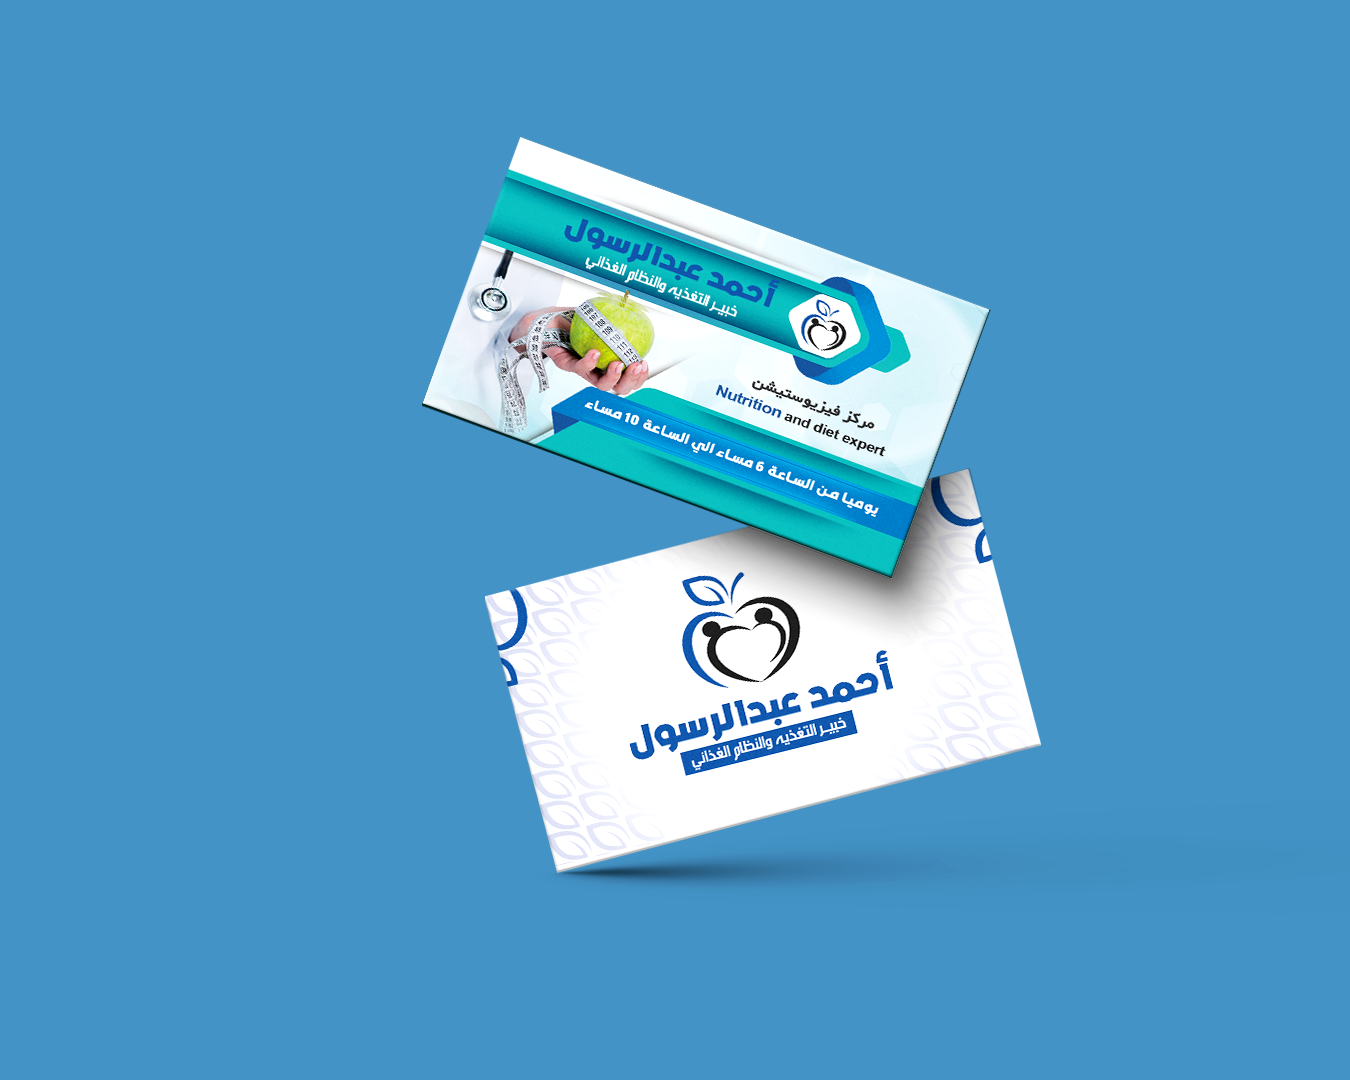 أحمد عبدالرسول
خبير التغذيه والنظام الغذائي
مركز فيزيوستيشن
Nutrition and diet expert
يوميا من الساعة 6 مساء الي الساعة 10 مساء
أحمد عبدالرسول
خبير التغذيه والنظام الغذائي